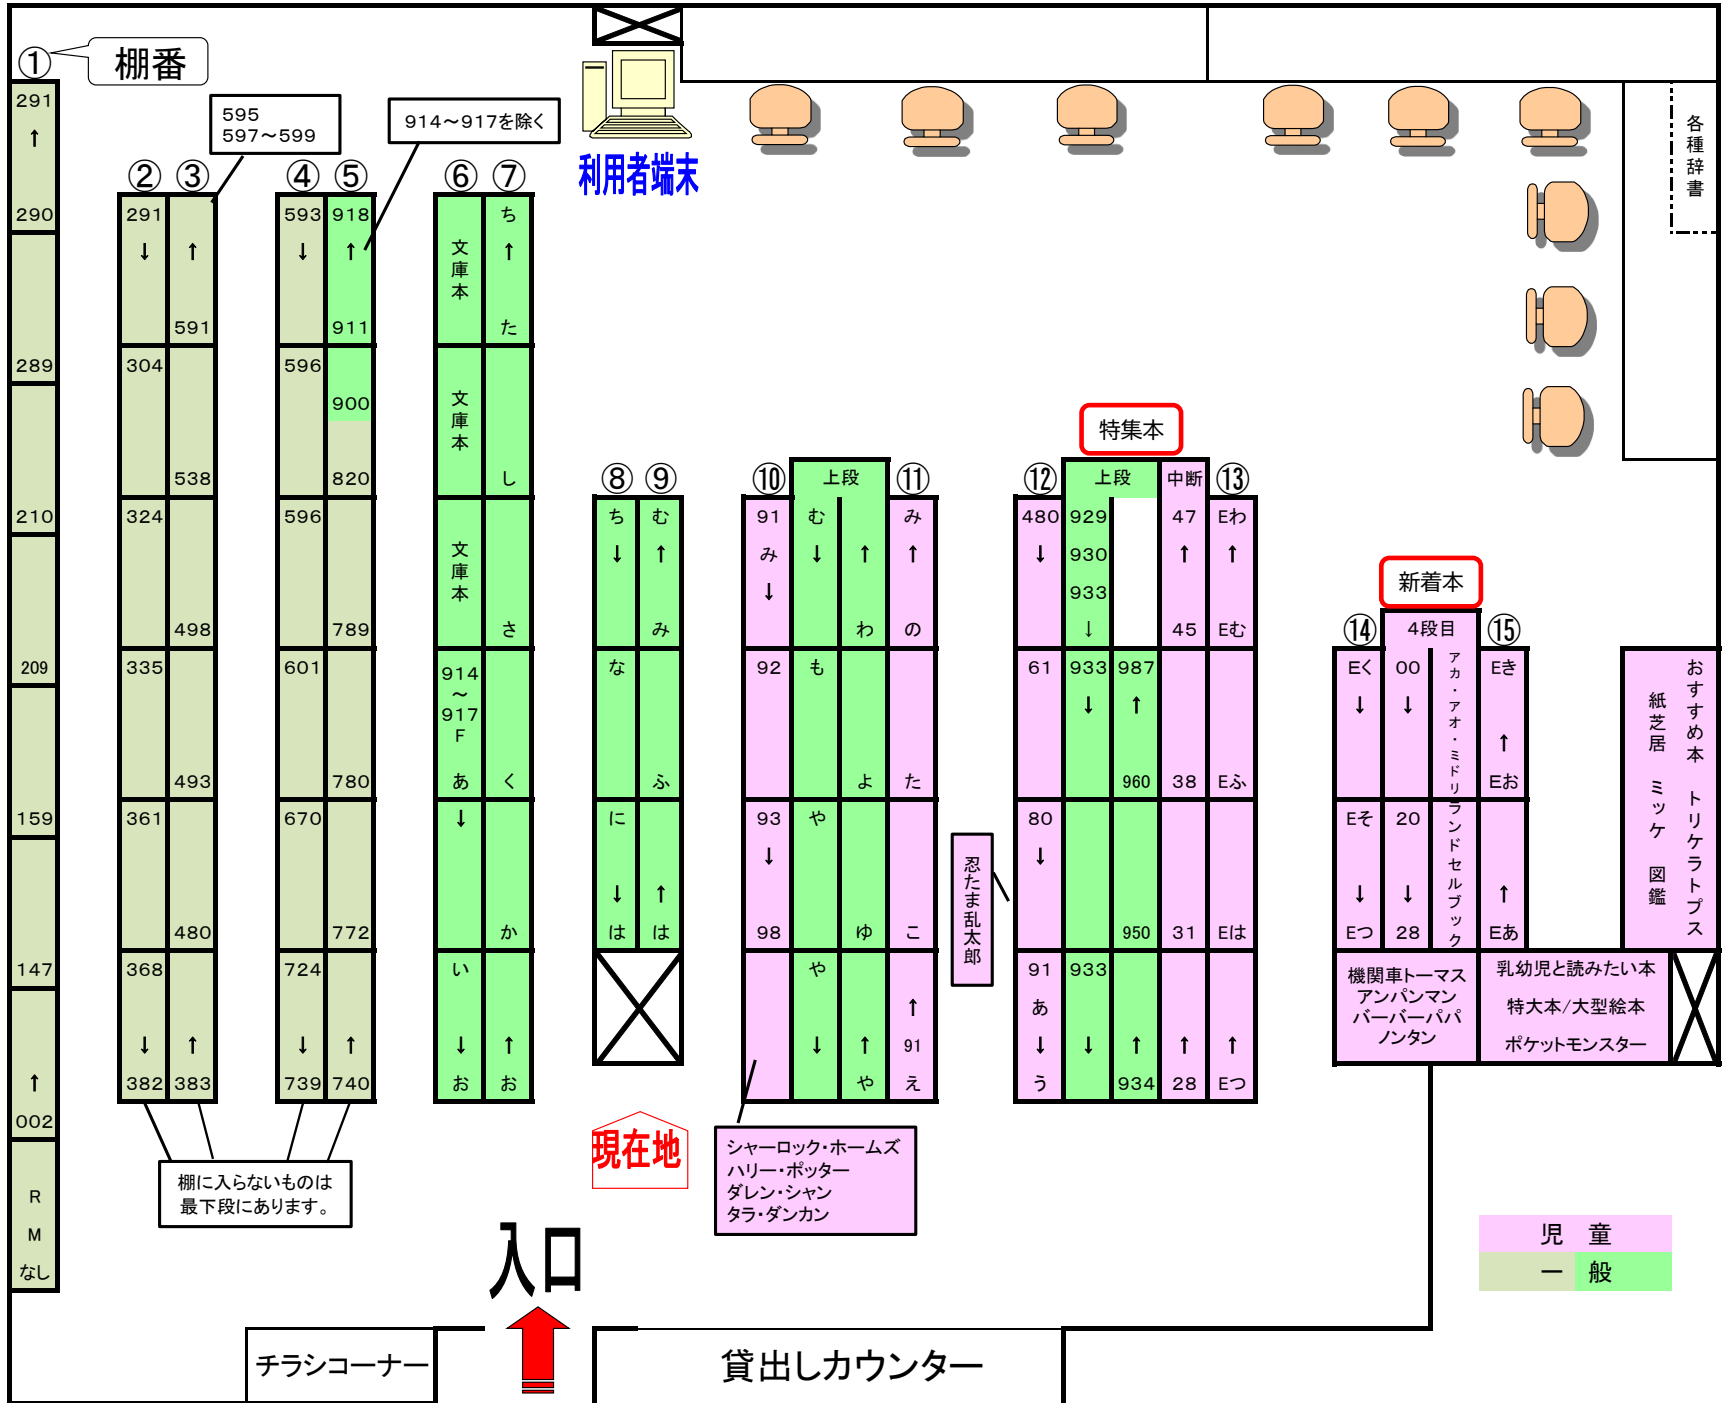 ①
棚番
291
↑
290
289
210
209
159
147
↑
002
R
M
なし
595
597～599
914～917を除く
② ③
291
↓
304
324
335
361
368
↓
382
↑
591
538
498
493
480
↑
383
④ ⑤
593
↓
596
596
601
670
724
↓
739
918
↑
911
900
820
789
780
772
↑
740
棚に入らないものは
最下段にあります。
⑥ ⑦
文庫本
文庫本
文庫本
914
～
917
F
あ
↓
い
↓
お
ち
↑
た
し
さ
く
か
↑
お
利用者端末
⑧ ⑨
ち
↓
な
に
↓
は
む
↑
み
ふ
↑
は
現在地
⑩
上段
⑪
91
み
↓
92
93
↓
98
む
↓
も
や
や
↓
↑
わ
よ
ゆ
↑
や
み
↑
の
た
こ
↑
91
え
シャーロック・ホームズ
ハリー・ポッター
ダレン・シャン
タラ・ダンカン
特集本
⑫
上段
中断
⑬
480
↓
61
80
↓
91
あ
↓
う
忍たま乱太郎
929
930
933
↓
933
↓
933
↓
987
↑
960
950
↑
934
47
↑
45
38
31
↑
28
Eわ
↑
Eむ
Eふ
Eは
↑
Eつ
新着本
⑭
4段目
⑮
Eく
↓
Eそ
↓
Eつ
00
↓
20
↓
28
アカ・アオ・ミドリランドセルブック
Eき
↑
Eお
↑
Eあ
機関車トーマス
アンパンマン
バーバーパパ
ノンタン
乳幼児と読みたい本
特大本/大型絵本
ポケットモンスター
各種辞書
おすすめ本 トリケラトプス
紙芝居 ミッケ 図鑑
児 童
一 般
入口
チラシコーナー
貸出しカウンター